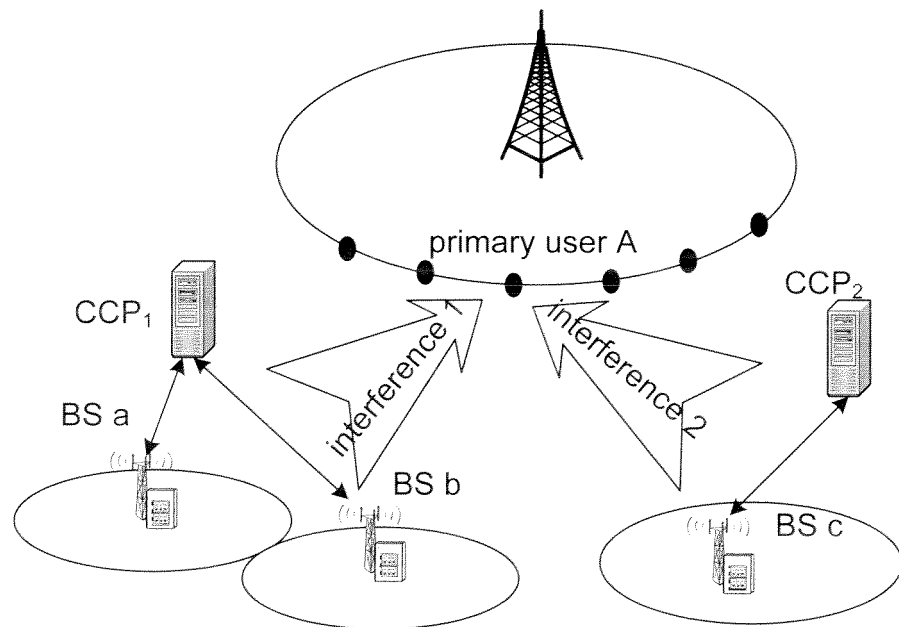 primary user A
CCP₁
CCP₂
interference 1
interference 2
BS a
BS b
BS c